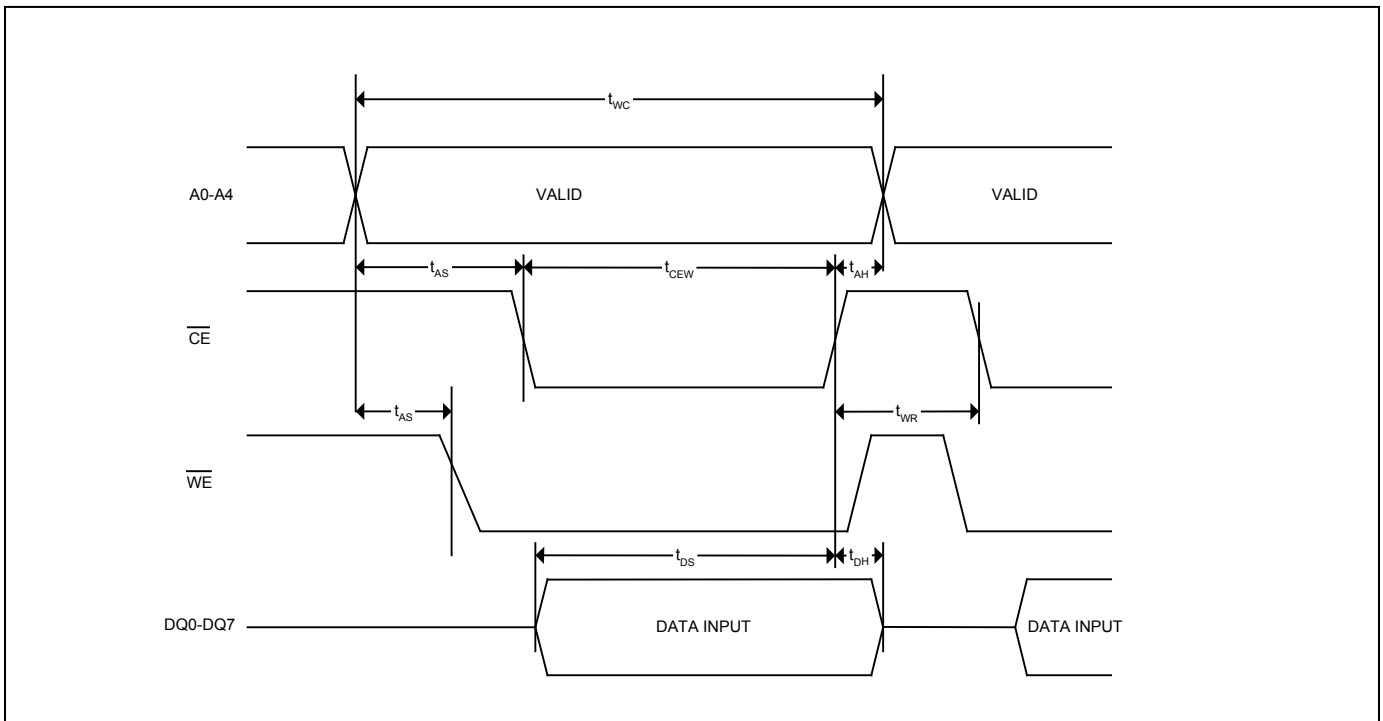 tWC
A0-A4 VALID VALID
tAS tCEW tAH
CE
tAS tWR
WE
tDS tDH
DQ0-DQ7 DATA INPUT DATA INPUT